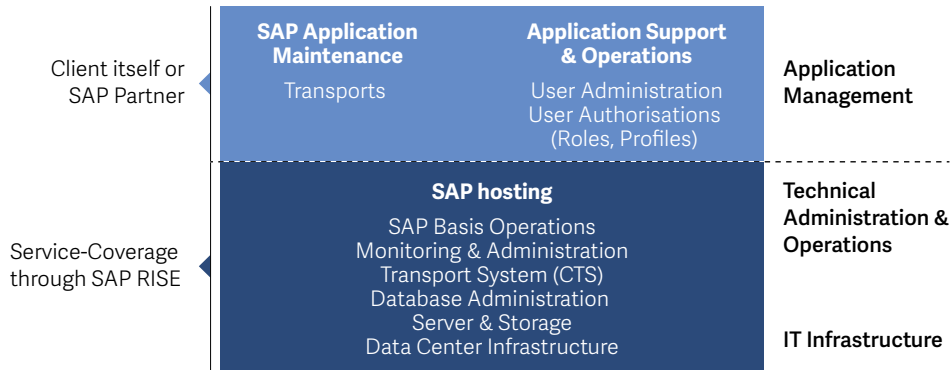 Client itself or
SAP Partner
SAP Application
Maintenance
Transports
Application Support
& Operations
User Administration
User Authorisations
(Roles, Profiles)
Application
Management
Service-Coverage
through SAP RISE
SAP hosting
SAP Basis Operations
Monitoring & Administration
Transport System (CTS)
Database Administration
Server & Storage
Data Center Infrastructure
Technical
Administration &
Operations
IT Infrastructure